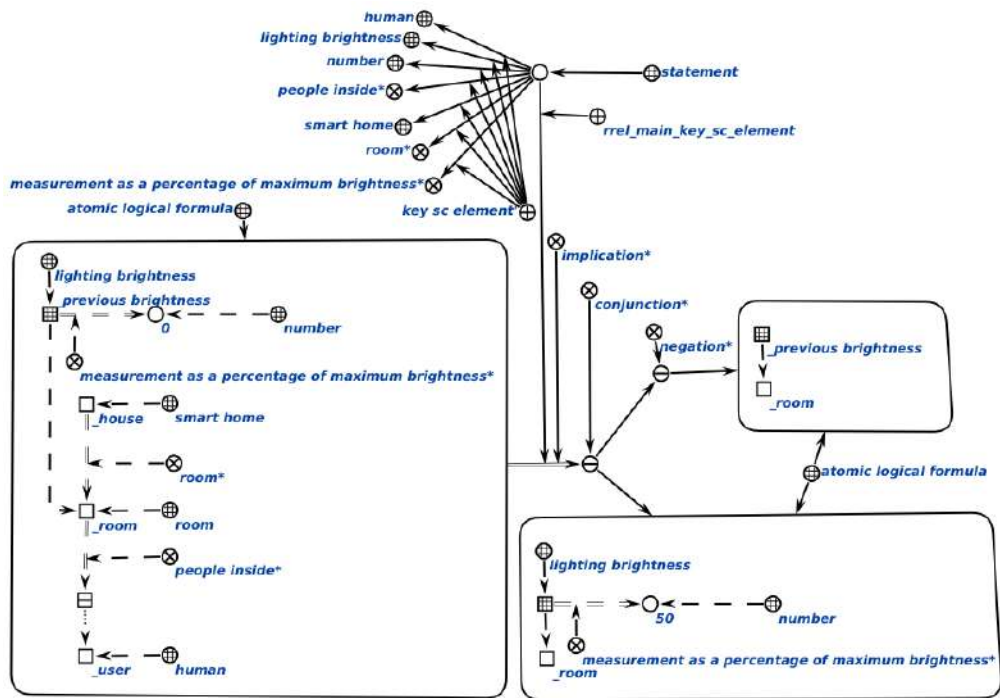 human
lighting brightness
number
people inside*
smart home
room*
measurement as a percentage of maximum brightness*
statement
rrel_main_key_sc_element
key sc element'
atomic logical formula
implication*
conjunction*
negation*
lighting brightness
_previous brightness
0
number
measurement as a percentage of maximum brightness*
_house
smart home
room*
_room
room
people inside*
_user
human
_previous brightness
_room
atomic logical formula
lighting brightness
50
number
measurement as a percentage of maximum brightness*
_room